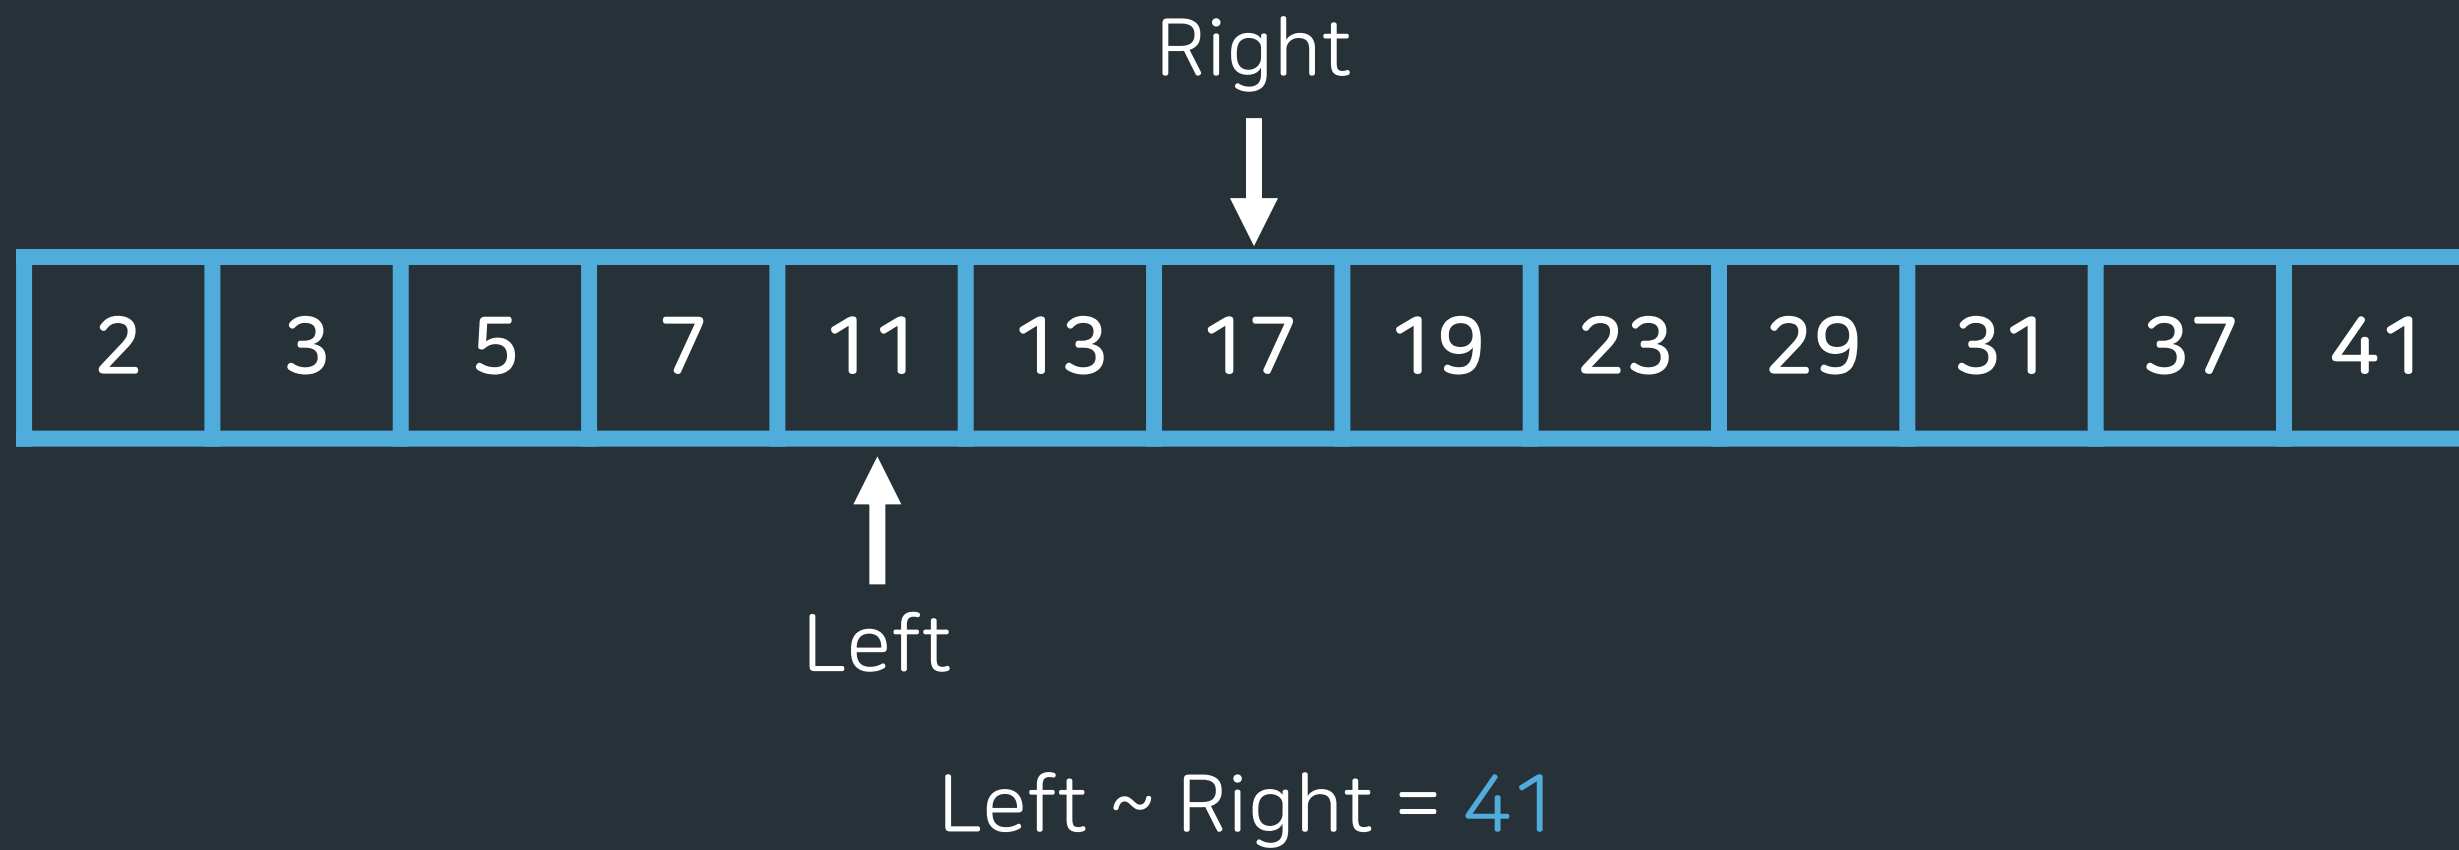 Right
2 3 5 7 11 13 17 19 23 29 31 37 41
Left
Left ~ Right = 41